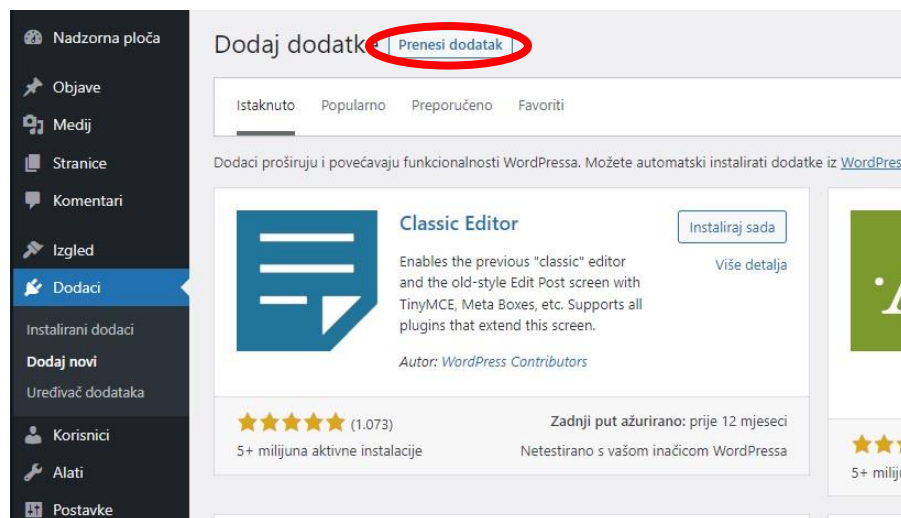 Nadzorna ploča
Objave
Medij
Stranice
Komentari
Izgled
Dodaci
Instalirani dodaci
Dodaj novi
Uređivač dodataka
Korisnici
Alati
Postavke
Dodaj dodatke Prenesi dodatak
Istaknuto Popularno Preporučeno Favoriti
Dodaci proširuju i povećavaju funkcionalnosti WordPressa. Možete automatski instalirati dodatke iz
Classic Editor
Instaliraj sada
Više detalja
Enables the previous "classic" editor
and the old-style Edit Post screen with
TinyMCE, Meta Boxes, etc. Supports all
plugins that extend this screen.
Autor: WordPress Contributors
(1.073)
5+ milijuna aktivne instalacije
Zadnji put ažurirano: prije 12 mjeseci
Netestirano s vašom inačicom WordPressa
5+